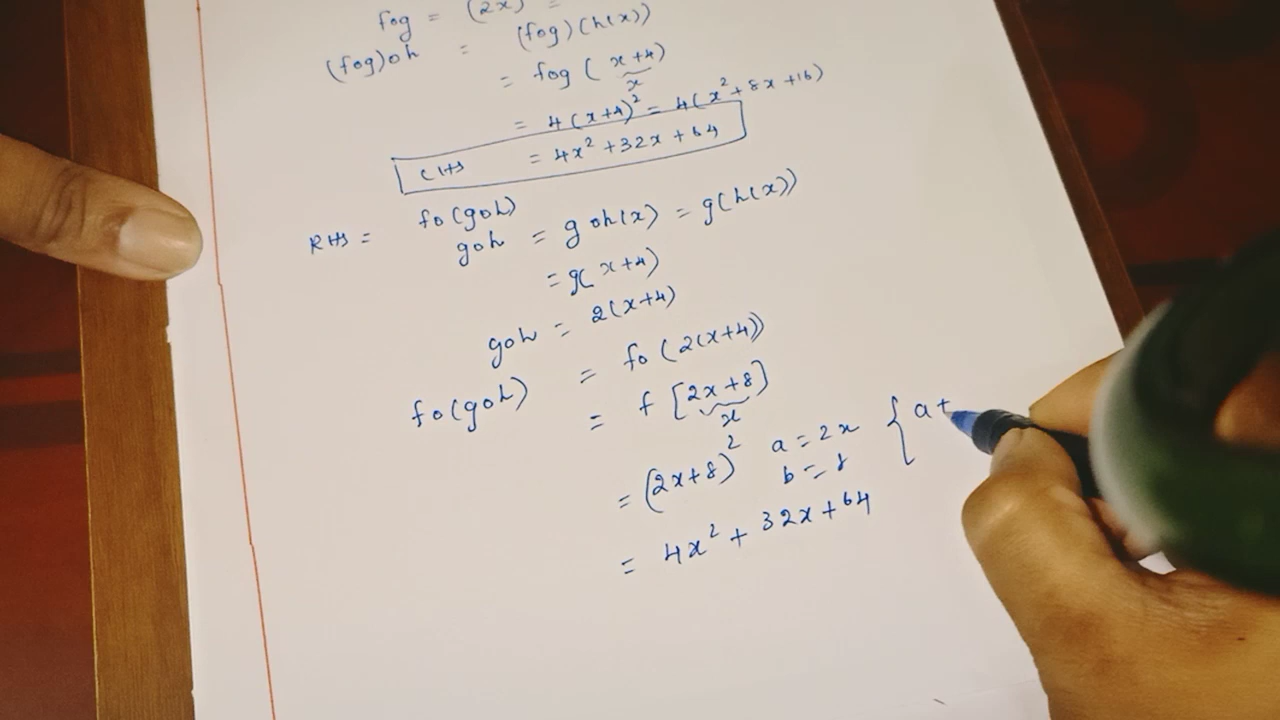 fog = (2x) =
(fog)oh = (fog)(h(x))
= fog (x+4)
x
= 4(x+4)² = 4(x²+8x+16)
LHS = 4x²+32x+64
RHS = fo(goh)
goh = goh(x) = g(h(x))
= g(x+4)
goh = 2(x+4)
fo(goh) = fo(2(x+4))
= f[2x+8]
x
= (2x+8)² a=2x { a+
b=8
= 4x²+32x+64